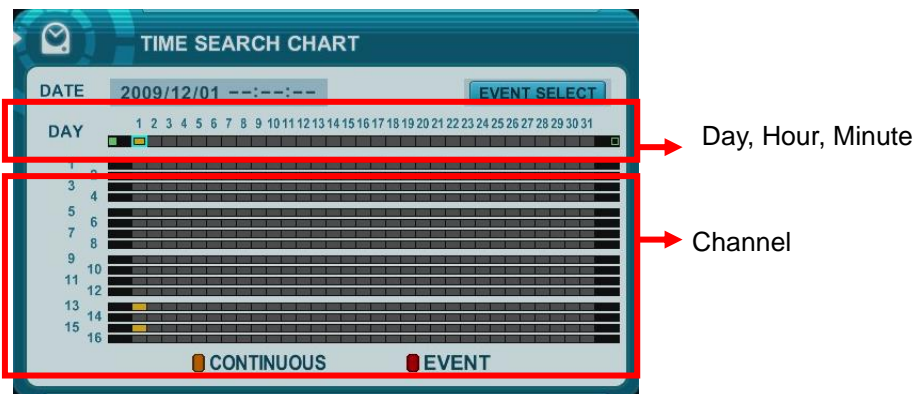 TIME SEARCH CHART
DATE 2009/12/01 --:--:-- EVENT SELECT
DAY 1 2 3 4 5 6 7 8 9 10 11 12 13 14 15 16 17 18 19 20 21 22 23 24 25 26 27 28 29 30 31
Day, Hour, Minute
1
2
3
4
5
6
7
8
Channel
9
10
11
12
13
14
15
16
CONTINUOUS EVENT